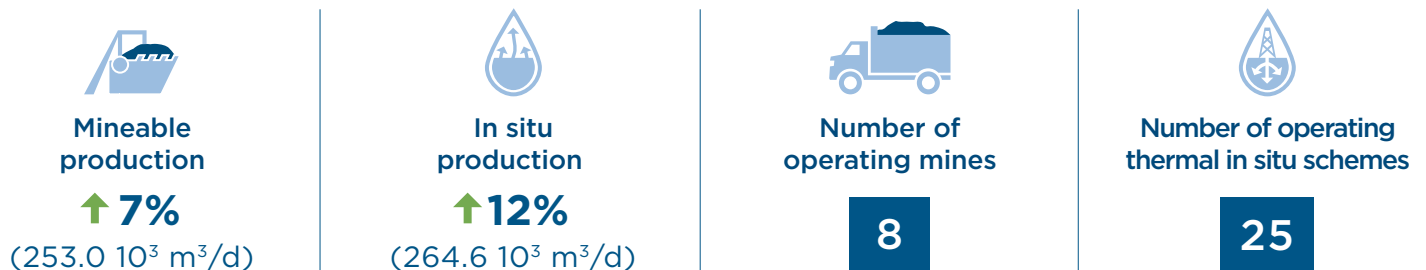 Mineable
production
↑ 7%
(253.0 10³ m³/d)
In situ
production
↑ 12%
(264.6 10³ m³/d)
Number of
operating mines
8
Number of operating
thermal in situ schemes
25